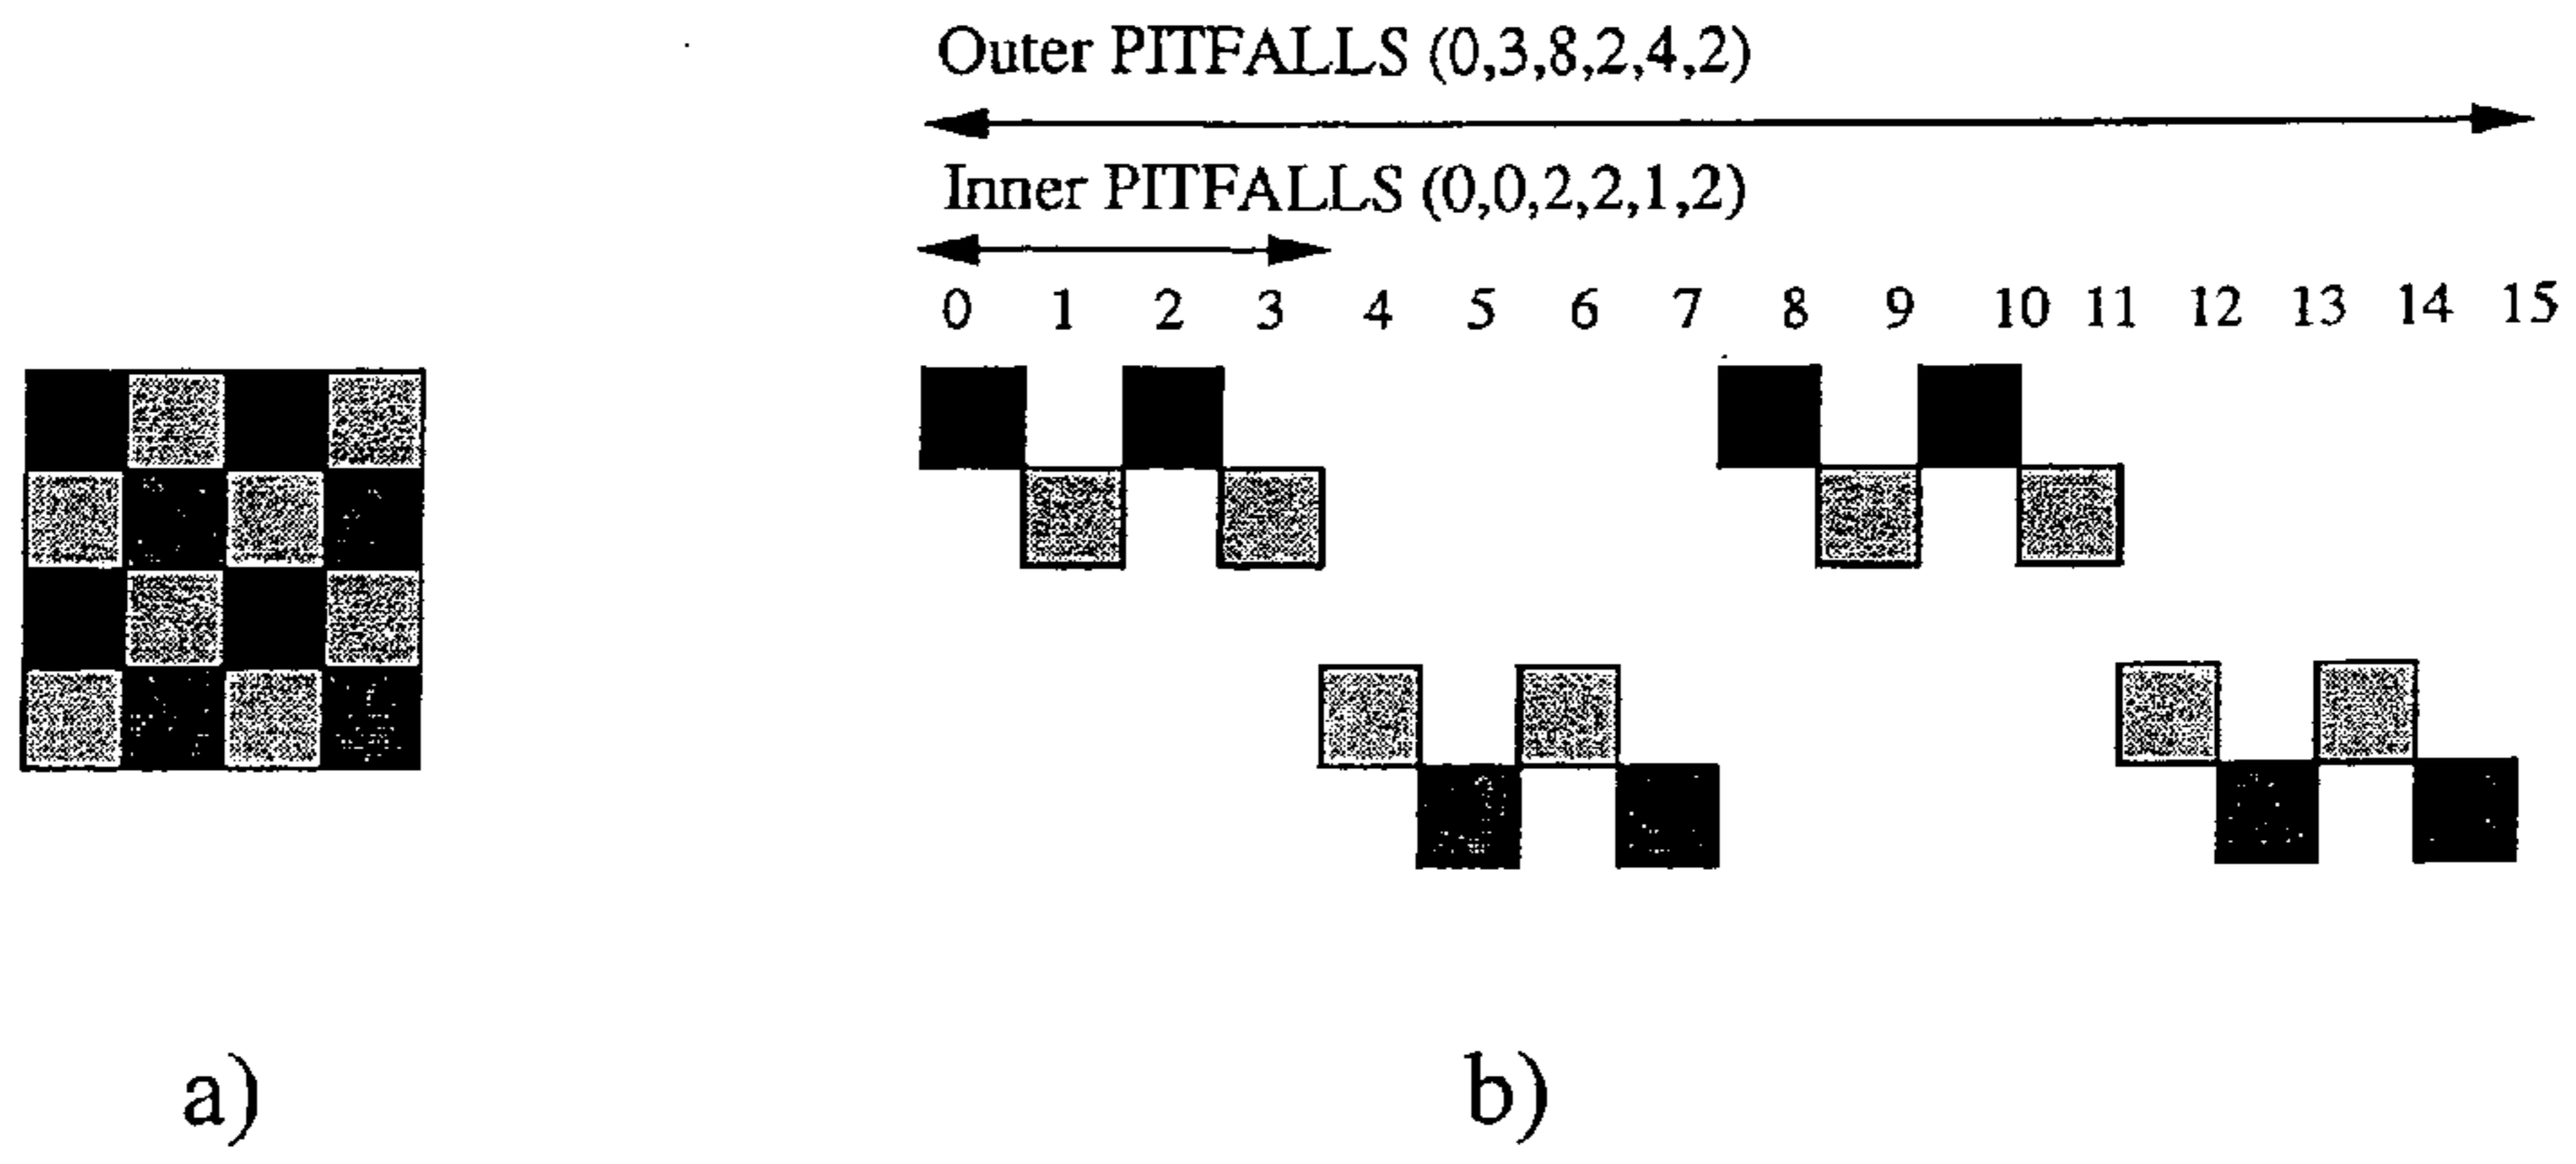 Outer PITFALLS (0,3,8,2,4,2)
Inner PITFALLS (0,0,2,2,1,2)
0 1 2 3 4 5 6 7 8 9 10 11 12 13 14 15
a) b)